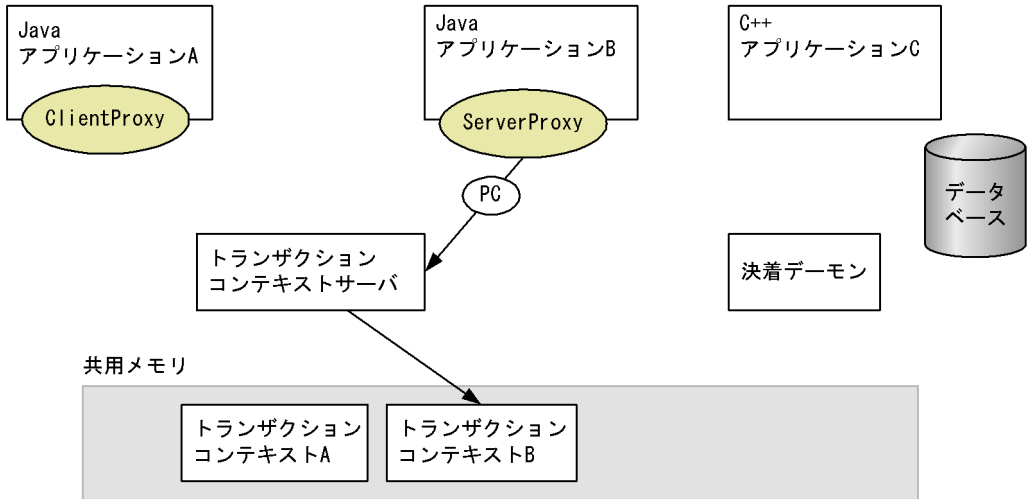 Java
アプリケーションA
ClientProxy
Java
アプリケーションB
ServerProxy
C++
アプリケーションC
PC
データ
ベース
トランザクション
コンテキストサーバ
決着デーモン
共用メモリ
トランザクション
コンテキストA
トランザクション
コンテキストB